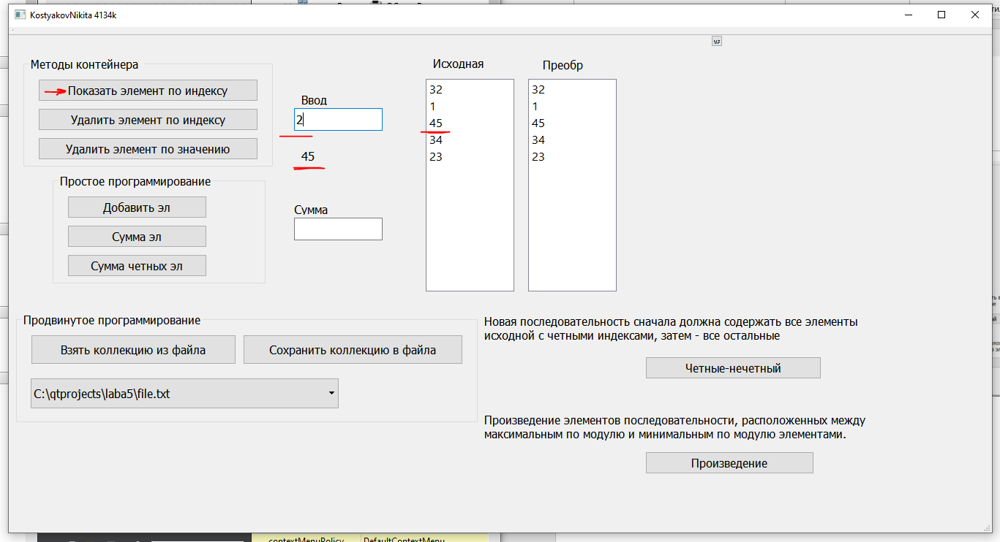 KostyakovNikita 4134k
Методы контейнера
Показать элемент по индексу
Удалить элемент по индексу
Удалить элемент по значению
Ввод
2
45
Исходная
32
1
45
34
23
Преобр
32
1
45
34
23
Простое программирование
Добавить эл
Сумма эл
Сумма четных эл
Сумма
Продвинутое программирование
Взять коллекцию из файла
Сохранить коллекцию в файла
C:\qtprojects\laba5\file.txt
Новая последовательность сначала должна содержать все элементы
исходной с четными индексами, затем - все остальные
Четные-нечетный
Произведение элементов последовательности, расположенных между
максимальным по модулю и минимальным по модулю элементами.
Произведение
contextMenuPolicy
DefaultContextMenu